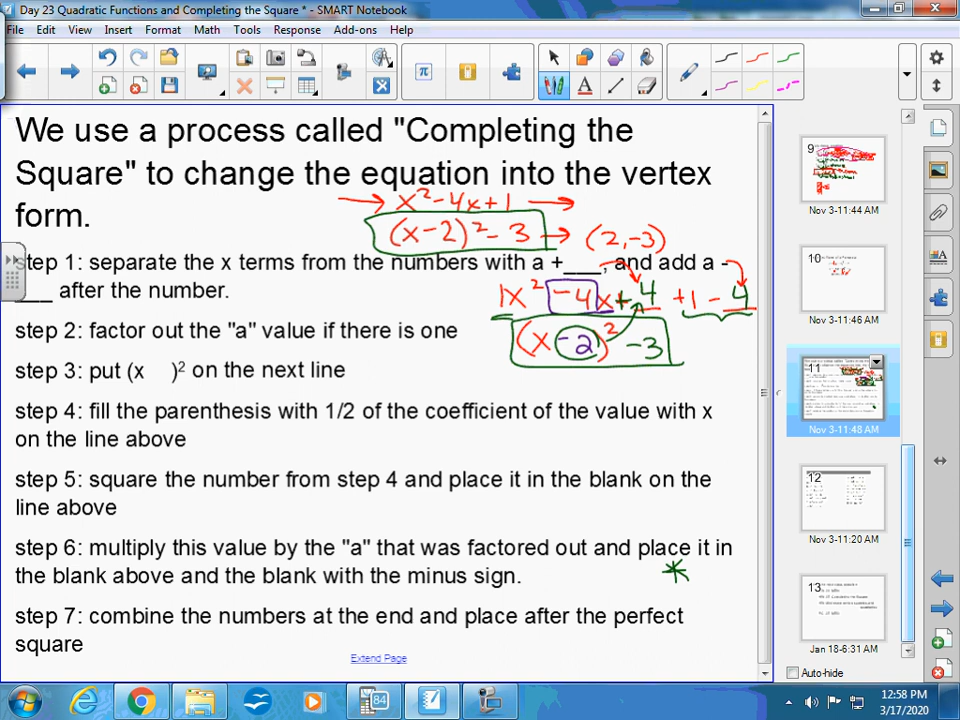 Day 23 Quadratic Functions and Completing the Square * - SMART Notebook
File Edit View Insert Format Math Tools Response Add-ons Help
We use a process called "Completing the
Square" to change the equation into the vertex
form.
→ x² - 4x + 1 →
(x - 2)² - 3 → (2, -3)
step 1: separate the x terms from the numbers with a +___, and add a -
___ after the number.
1x² - 4x + 4 + 1 - 4
(x - 2)² - 3
step 2: factor out the "a" value if there is one
step 3: put (x )² on the next line
step 4: fill the parenthesis with 1/2 of the coefficient of the value with x
on the line above
step 5: square the number from step 4 and place it in the blank on the
line above
step 6: multiply this value by the "a" that was factored out and place it in
the blank above and the blank with the minus sign.
*
step 7: combine the numbers at the end and place after the perfect
square
Extend Page
9
Nov 3-11:44 AM
10
Nov 3-11:46 AM
11
Nov 3-11:48 AM
12
Nov 3-11:20 AM
13
Jan 18-6:31 AM
Auto-hide
84
12:58 PM
3/17/2020